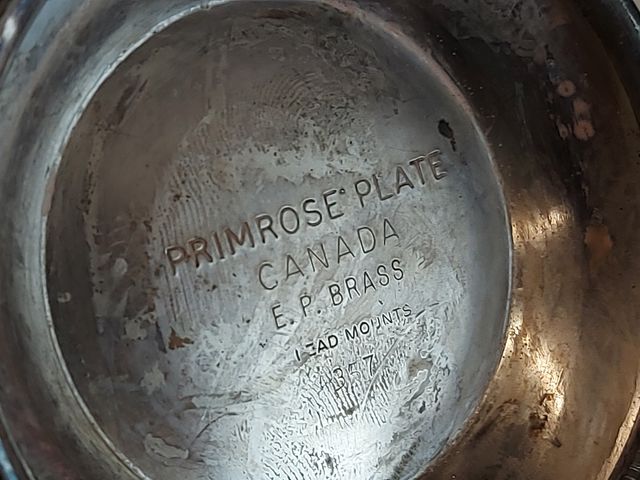 PRIMROSE PLATE
CANADA
E. P. BRASS
LEAD MOUNTS